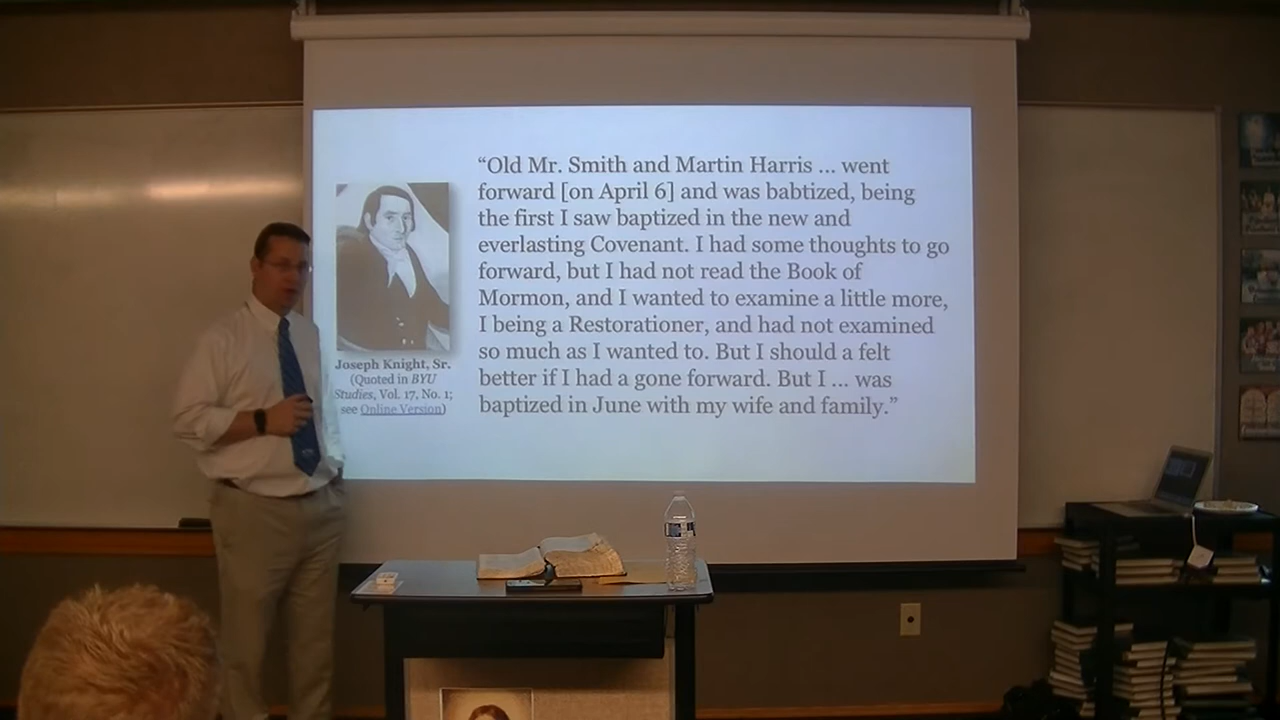 “Old Mr. Smith and Martin Harris ... went
forward [on April 6] and was babtized, being
the first I saw baptized in the new and
everlasting Covenant. I had some thoughts to go
forward, but I had not read the Book of
Mormon, and I wanted to examine a little more,
I being a Restorationer, and had not examined
so much as I wanted to. But I should a felt
better if I had a gone forward. But I ... was
baptized in June with my wife and family.”
Joseph Knight, Sr.
(Quoted in BYU
Studies, Vol. 17, No. 1;
see Online Version)